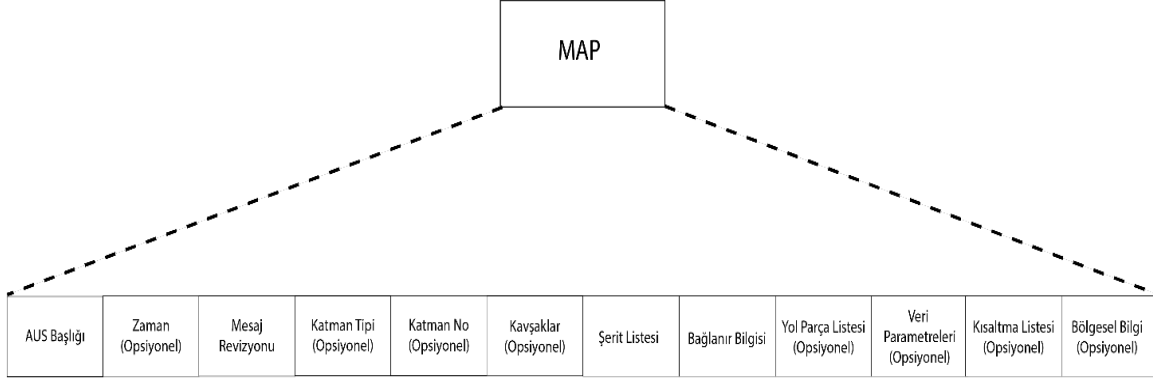 MAP
AUS Başlığı
Zaman
(Opsiyonel)
Mesaj
Revizyonu
Katman Tipi
(Opsiyonel)
Katman No
(Opsiyonel)
Kavşaklar
(Opsiyonel)
Şerit Listesi
Bağlanır Bilgisi
Yol Parça Listesi
(Opsiyonel)
Veri
Parametreleri
(Opsiyonel)
Kısaltma Listesi
(Opsiyonel)
Bölgesel Bilgi
(Opsiyonel)